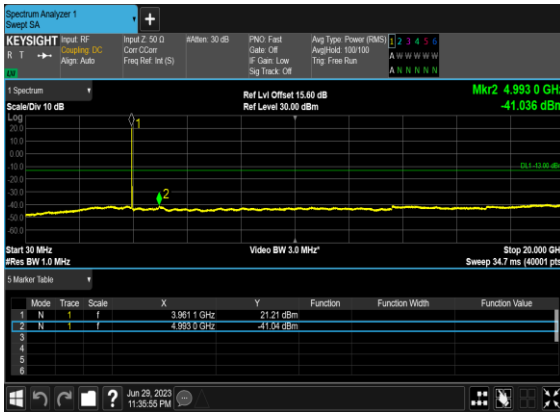 Spectrum Analyzer 1
Swept SA
+
KEYSIGHT Input: RF Input Z: 50 Ω #Atten: 30 dB PNO: Fast Avg Type: Power (RMS) 1 2 3 4 5 6
R T Coupling: DC Corr CCorr Gate: Off Avg|Hold: 100/100 A W W W W W
Align: Auto Freq Ref: Int (S) IF Gain: Low Trig: Free Run
Sig Track: Off A N N N N N
1 Spectrum
Scale/Div 10 dB
Ref Lvl Offset 15.60 dB
Ref Level 30.00 dBm
Mkr2 4.993 0 GHz
-41.036 dBm
Log
20.0
10.0
0.00
-10.0
-20.0
-30.0
-40.0
-50.0
-60.0
1
2
DL1 -13.00 dBm
Start 30 MHz Video BW 3.0 MHz* Stop 20.000 GHz
#Res BW 1.0 MHz Sweep 34.7 ms (40001 pts)
5 Marker Table
Mode Trace Scale X Y Function Function Width Function Value
1 N 1 f 3.961 1 GHz 21.21 dBm
2 N 1 f 4.993 0 GHz -41.04 dBm
3
4
5
6
?
Jun 29, 2023
11:35:55 PM